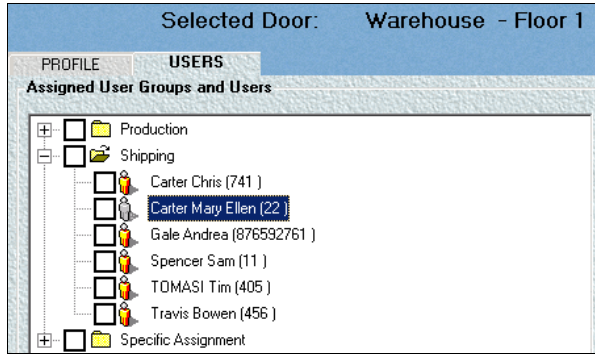 Selected Door: Warehouse - Floor 1
PROFILE USERS
Assigned User Groups and Users
Production
Shipping
Carter Chris (741 )
Carter Mary Ellen (22 )
Gale Andrea (876592761 )
Spencer Sam (11 )
TOMASI Tim (405 )
Travis Bowen (456 )
Specific Assignment